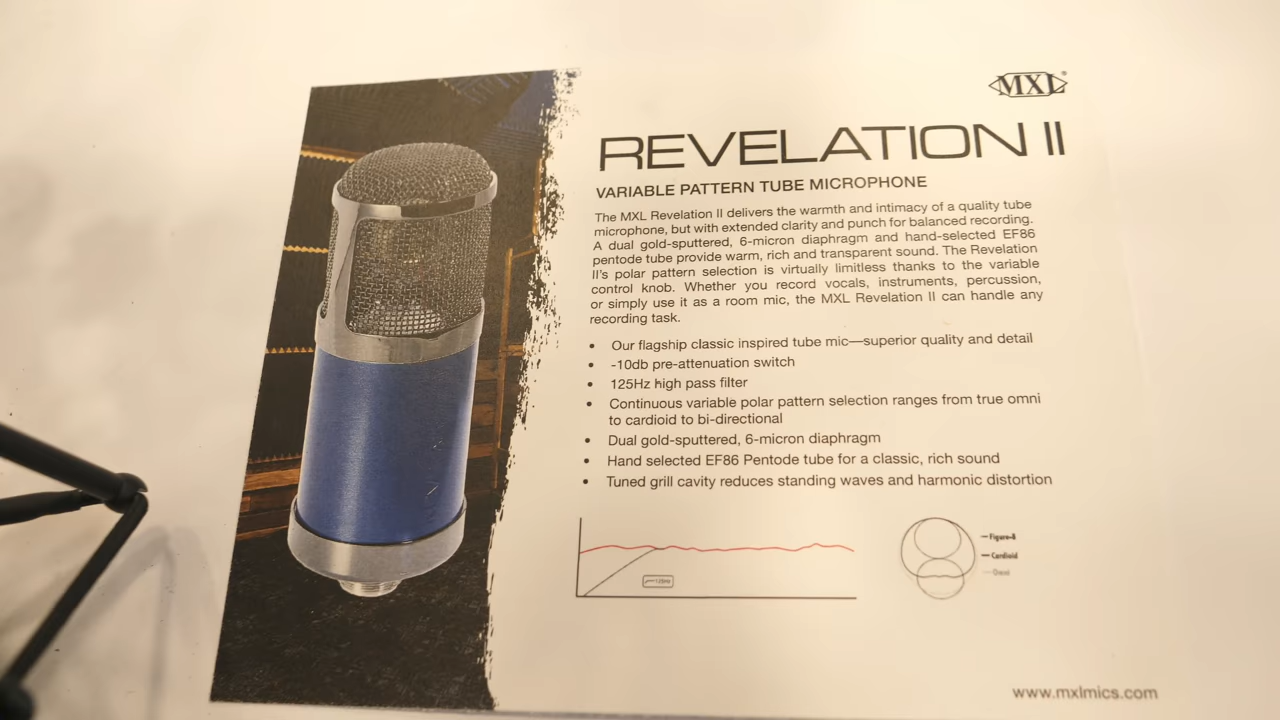 MXL®
REVELATION II
VARIABLE PATTERN TUBE MICROPHONE
The MXL Revelation II delivers the warmth and intimacy of a quality tube
microphone, but with extended clarity and punch for balanced recording.
A dual gold-sputtered, 6-micron diaphragm and hand-selected EF86
pentode tube provide warm, rich and transparent sound. The Revelation
II's polar pattern selection is virtually limitless thanks to the variable
control knob. Whether you record vocals, instruments, percussion,
or simply use it as a room mic, the MXL Revelation II can handle any
recording task.
• Our flagship classic inspired tube mic—superior quality and detail
• -10db pre-attenuation switch
• 125Hz high pass filter
• Continuous variable polar pattern selection ranges from true omni
to cardioid to bi-directional
• Dual gold-sputtered, 6-micron diaphragm
• Hand selected EF86 Pentode tube for a classic, rich sound
• Tuned grill cavity reduces standing waves and harmonic distortion
Figure-8
Cardioid
Omni
www.mxlmics.com